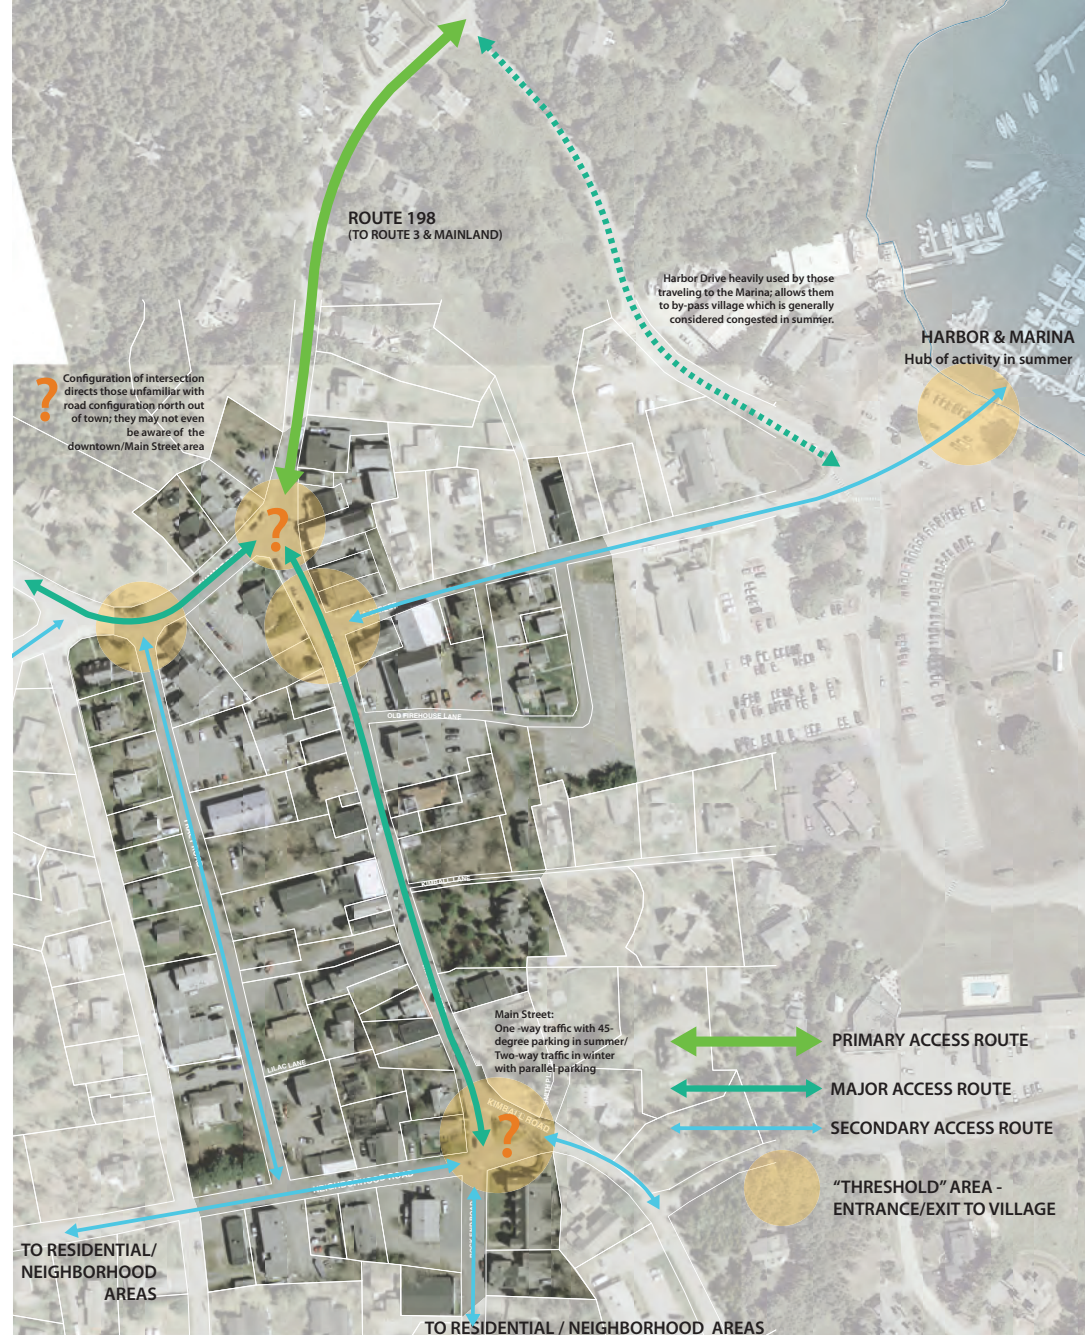 ROUTE 198
(TO ROUTE 3 & MAINLAND)
Harbor Drive heavily used by those
traveling to the Marina; allows them
to by-pass village which is generally
considered congested in summer.
HARBOR & MARINA
Hub of activity in summer
?
Configuration of intersection
directs those unfamiliar with
road configuration north out
of town; they may not even
be aware of the
downtown/Main Street area
?
OLD FIREHOUSE LANE
KIMBALL LANE
LILAC LANE
Main Street:
One -way traffic with 45-
degree parking in summer/
Two-way traffic in winter
with parallel parking
KIMBALL ROAD
?
NEIGHBORHOOD ROAD
PRIMARY ACCESS ROUTE
MAJOR ACCESS ROUTE
SECONDARY ACCESS ROUTE
“THRESHOLD” AREA -
ENTRANCE/EXIT TO VILLAGE
TO RESIDENTIAL/
NEIGHBORHOOD
AREAS
TO RESIDENTIAL / NEIGHBORHOOD AREAS